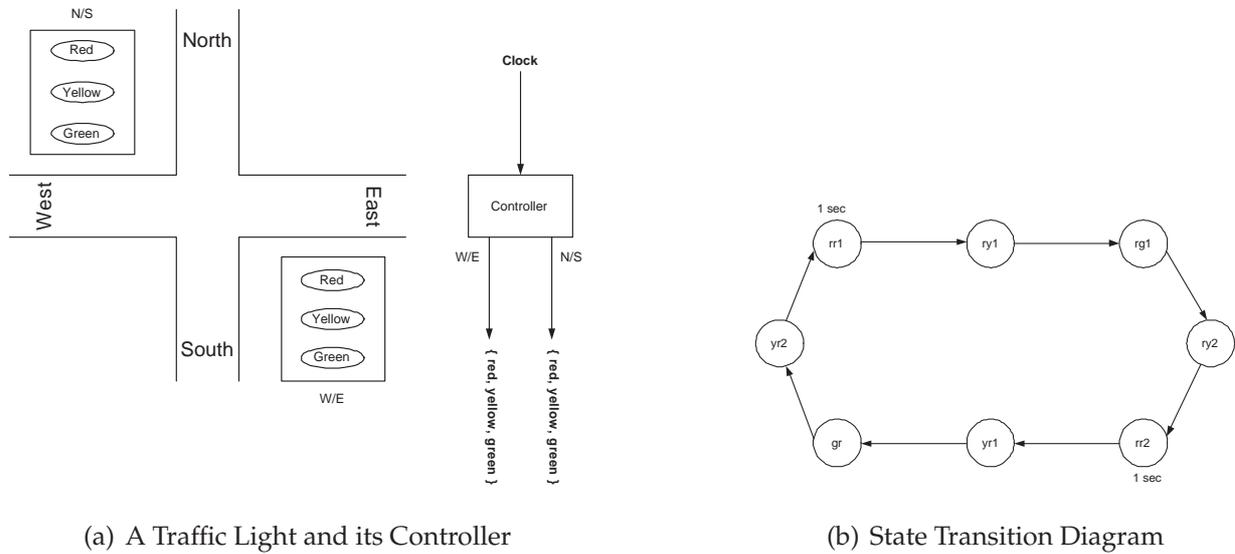 N/S
Red
Yellow
Green
North
West
East
South
Red
Yellow
Green
W/E
Clock
Controller
W/E
N/S
{ red, yellow, green }
{ red, yellow, green }
(a) A Traffic Light and its Controller
1 sec
rr1
ry1
rg1
yr2
ry2
gr
yr1
rr2
1 sec
(b) State Transition Diagram